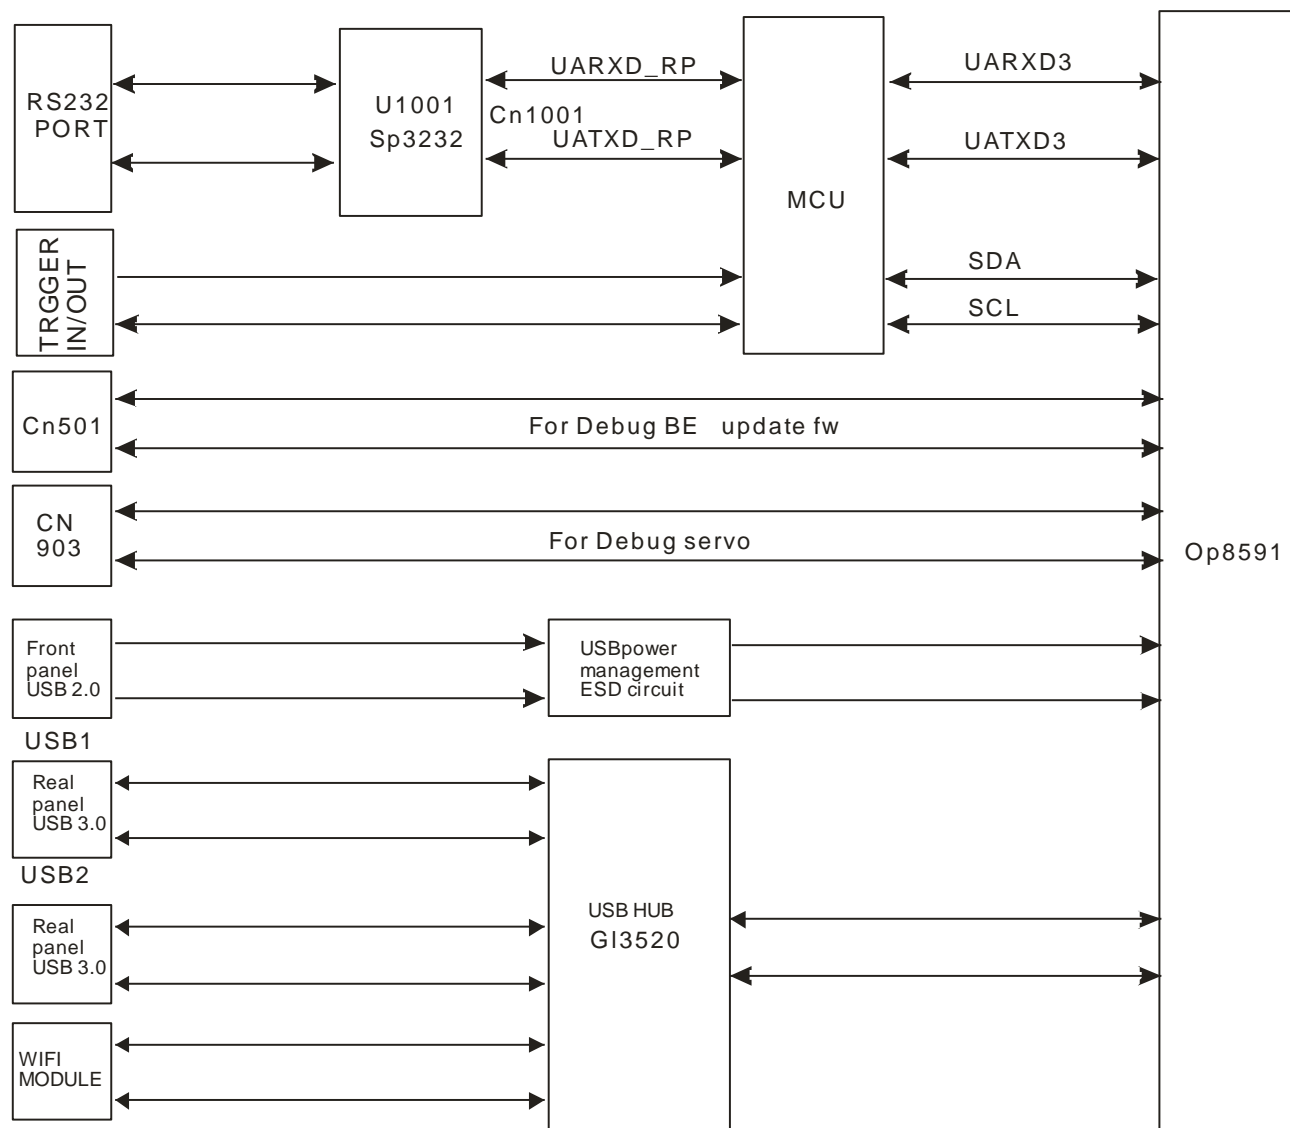 RS232
PORT
U1001
Sp3232
UARXD_RP
Cn1001
UATXD_RP
MCU
UARXD3
UATXD3
SDA
SCL
TRGGER
IN/OUT
Cn501
For Debug BE update fw
CN
903
For Debug servo
Op8591
Front
panel
USB 2.0
USBpower
management
ESD circuit
USB1
Real
panel
USB 3.0
USB2
Real
panel
USB 3.0
USB HUB
Gl3520
WIFI
MODULE